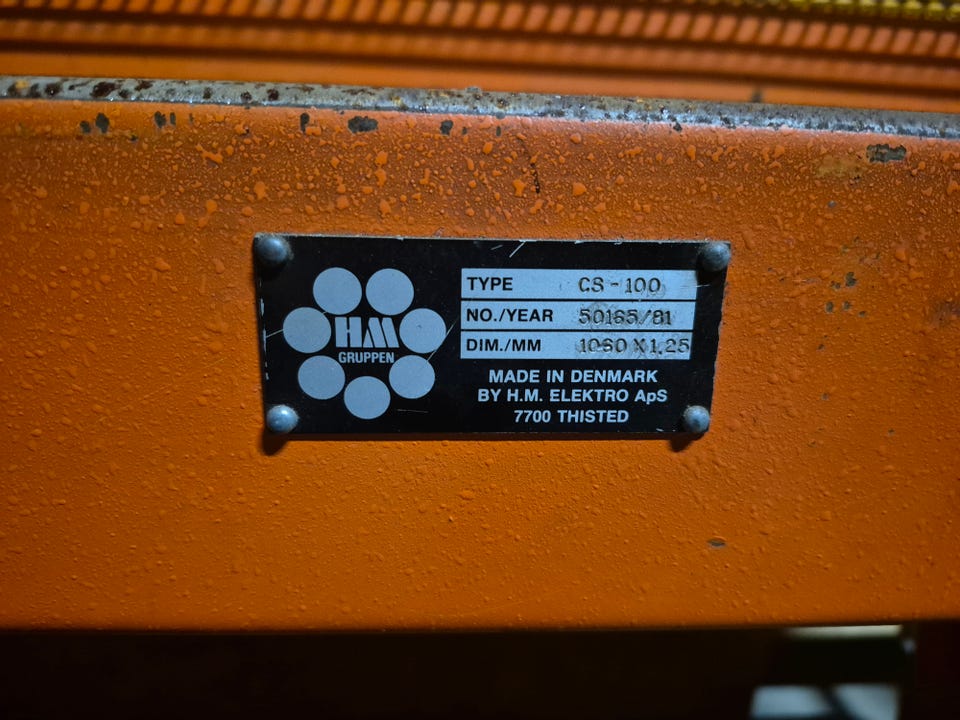 HM
GRUPPEN
TYPE CS-100
NO./YEAR 50165/81
DIM./MM 1060 X 1,25
MADE IN DENMARK
BY H.M. ELEKTRO ApS
7700 THISTED